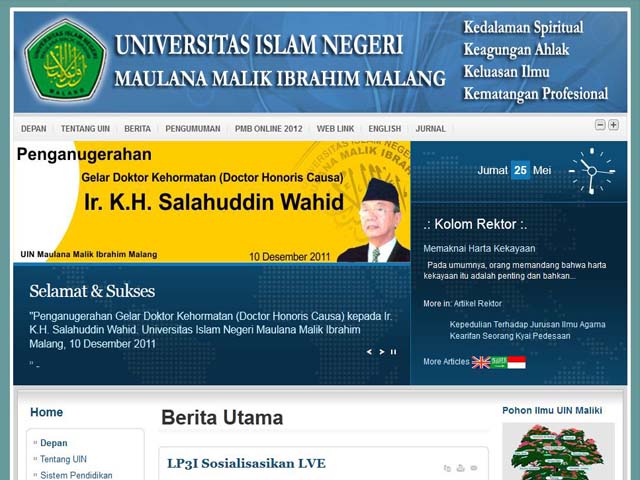 UNIVERSITAS ISLAM NEGERI
MAULANA MALIK IBRAHIM MALANG
Kedalaman Spiritual
Keagungan Ahlak
Keluasan Ilmu
Kematangan Profesional
MALANG
DEPAN TENTANG UIN BERITA PENGUMUMAN PMB ONLINE 2012 WEB LINK ENGLISH JURNAL
Penganugerahan
Gelar Doktor Kehormatan (Doctor Honoris Causa)
Ir. K.H. Salahuddin Wahid
UIN Maulana Malik Ibrahim Malang
10 Desember 2011
Selamat & Sukses
"Penganugerahan Gelar Doktor Kehormatan (Doctor Honoris Causa) kepada Ir.
K.H. Salahuddin Wahid. Universitas Islam Negeri Maulana Malik Ibrahim
Malang, 10 Desember 2011
" -
Jumat 25 Mei
.: Kolom Rektor :.
Memaknai Harta Kekayaan
Pada umumnya, orang memandang bahwa harta
kekayaan itu adalah penting dan bahkan...
More in: Artikel Rektor
Kepedulian Terhadap Jurusan Ilmu Agama
Kearifan Seorang Kyai Pedesaan
More Articles
Home
Depan
Tentang UIN
Sistem Pendidikan
Berita Utama
LP3I Sosialisasikan LVE
Pohon Ilmu UIN Maliki